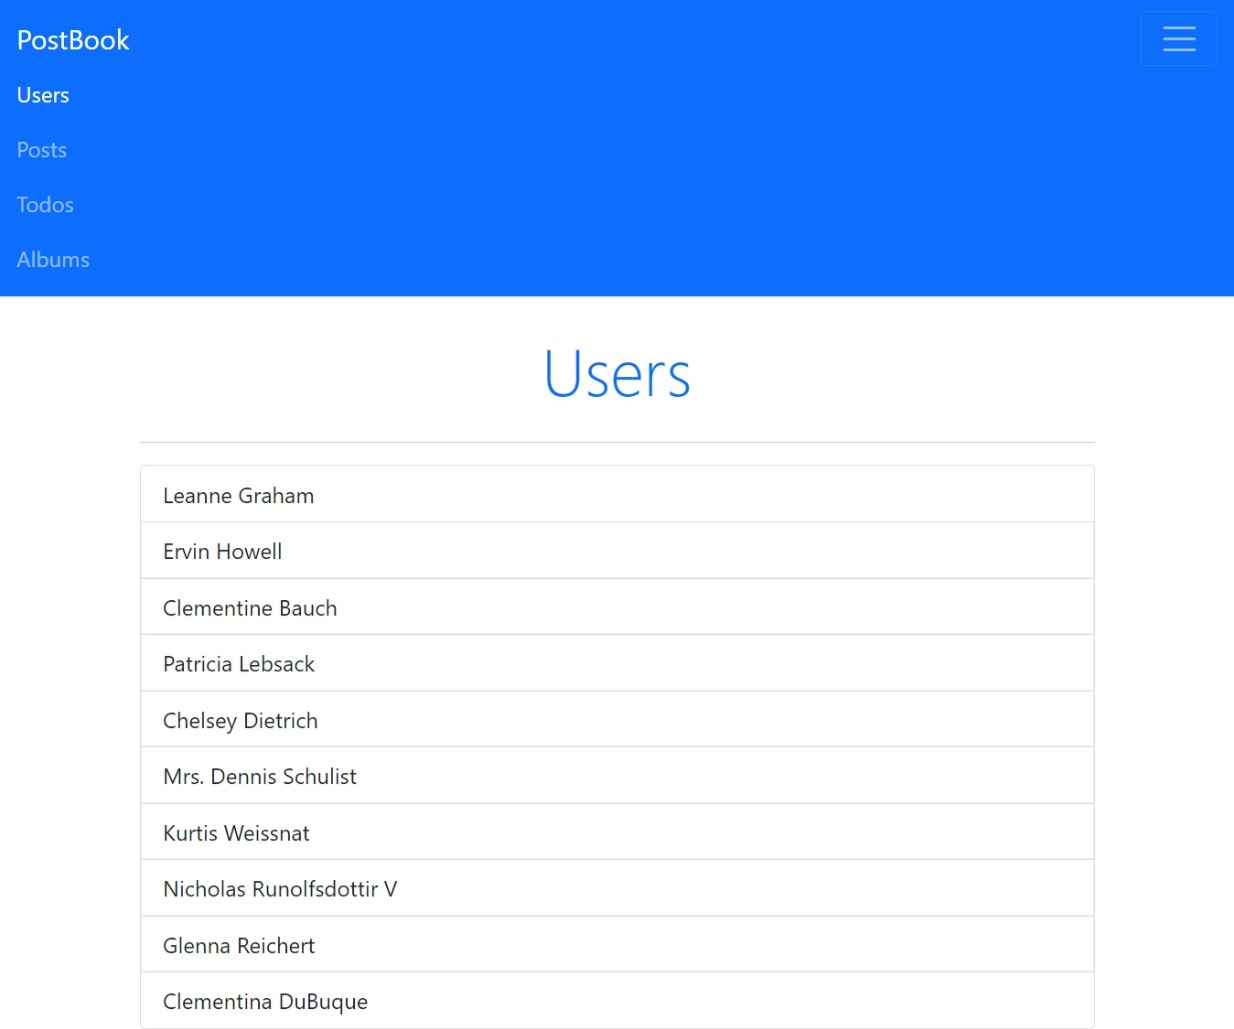 PostBook
Users
Posts
Todos
Albums
Users
Leanne Graham
Ervin Howell
Clementine Bauch
Patricia Lebsack
Chelsey Dietrich
Mrs. Dennis Schulist
Kurtis Weissnat
Nicholas Runolfsdottir V
Glenna Reichert
Clementina DuBuque